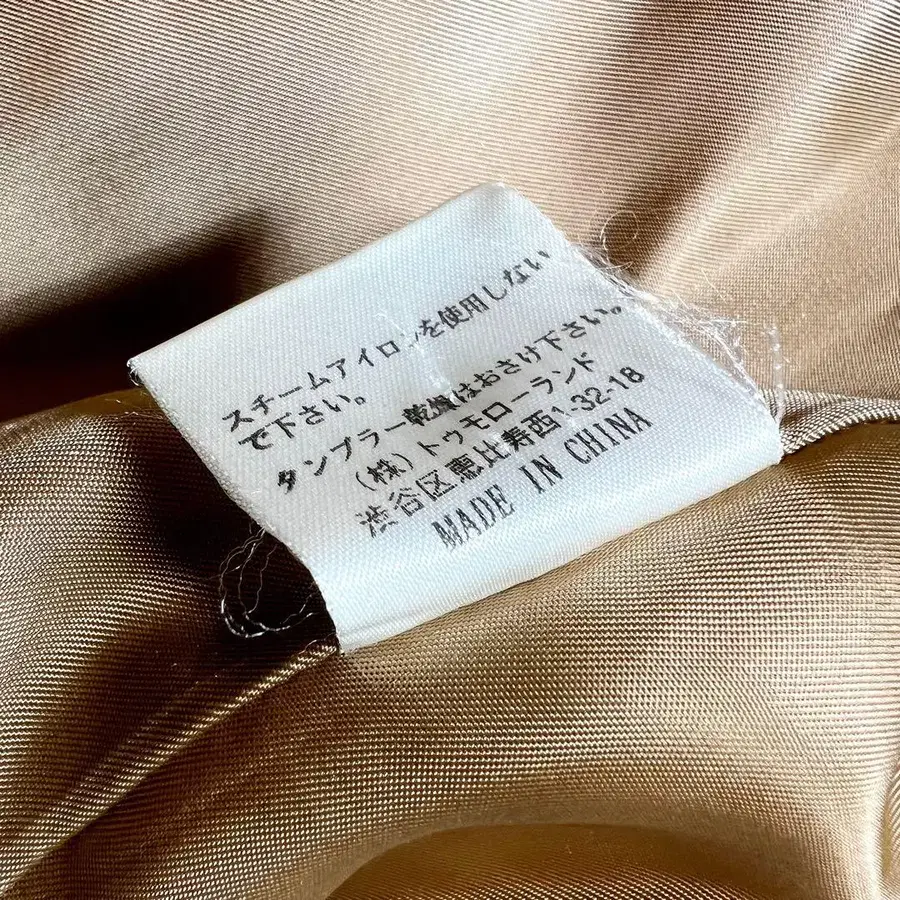 スチームアイロンを使用しない
で下さい。
タンブラー乾燥はおさけ下さい。
(株)トゥモローランド
渋谷区恵比寿西1-32-18
MADE IN CHINA